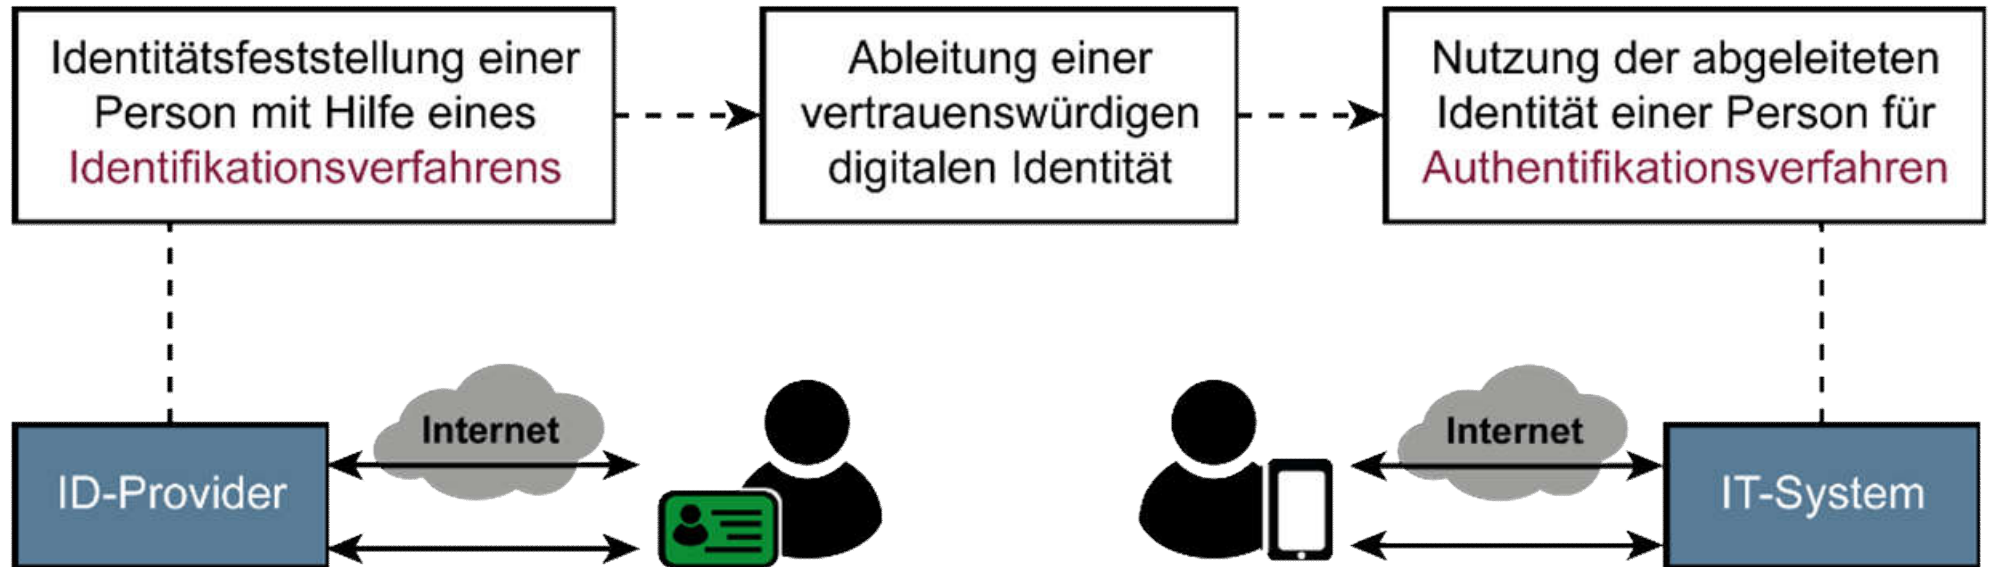 Identitätsfeststellung einer
Person mit Hilfe eines
Identifikationsverfahrens
Ableitung einer
vertrauenswürdigen
digitalen Identität
Nutzung der abgeleiteten
Identität einer Person für
Authentifikationsverfahren
ID-Provider
Internet
Internet
IT-System